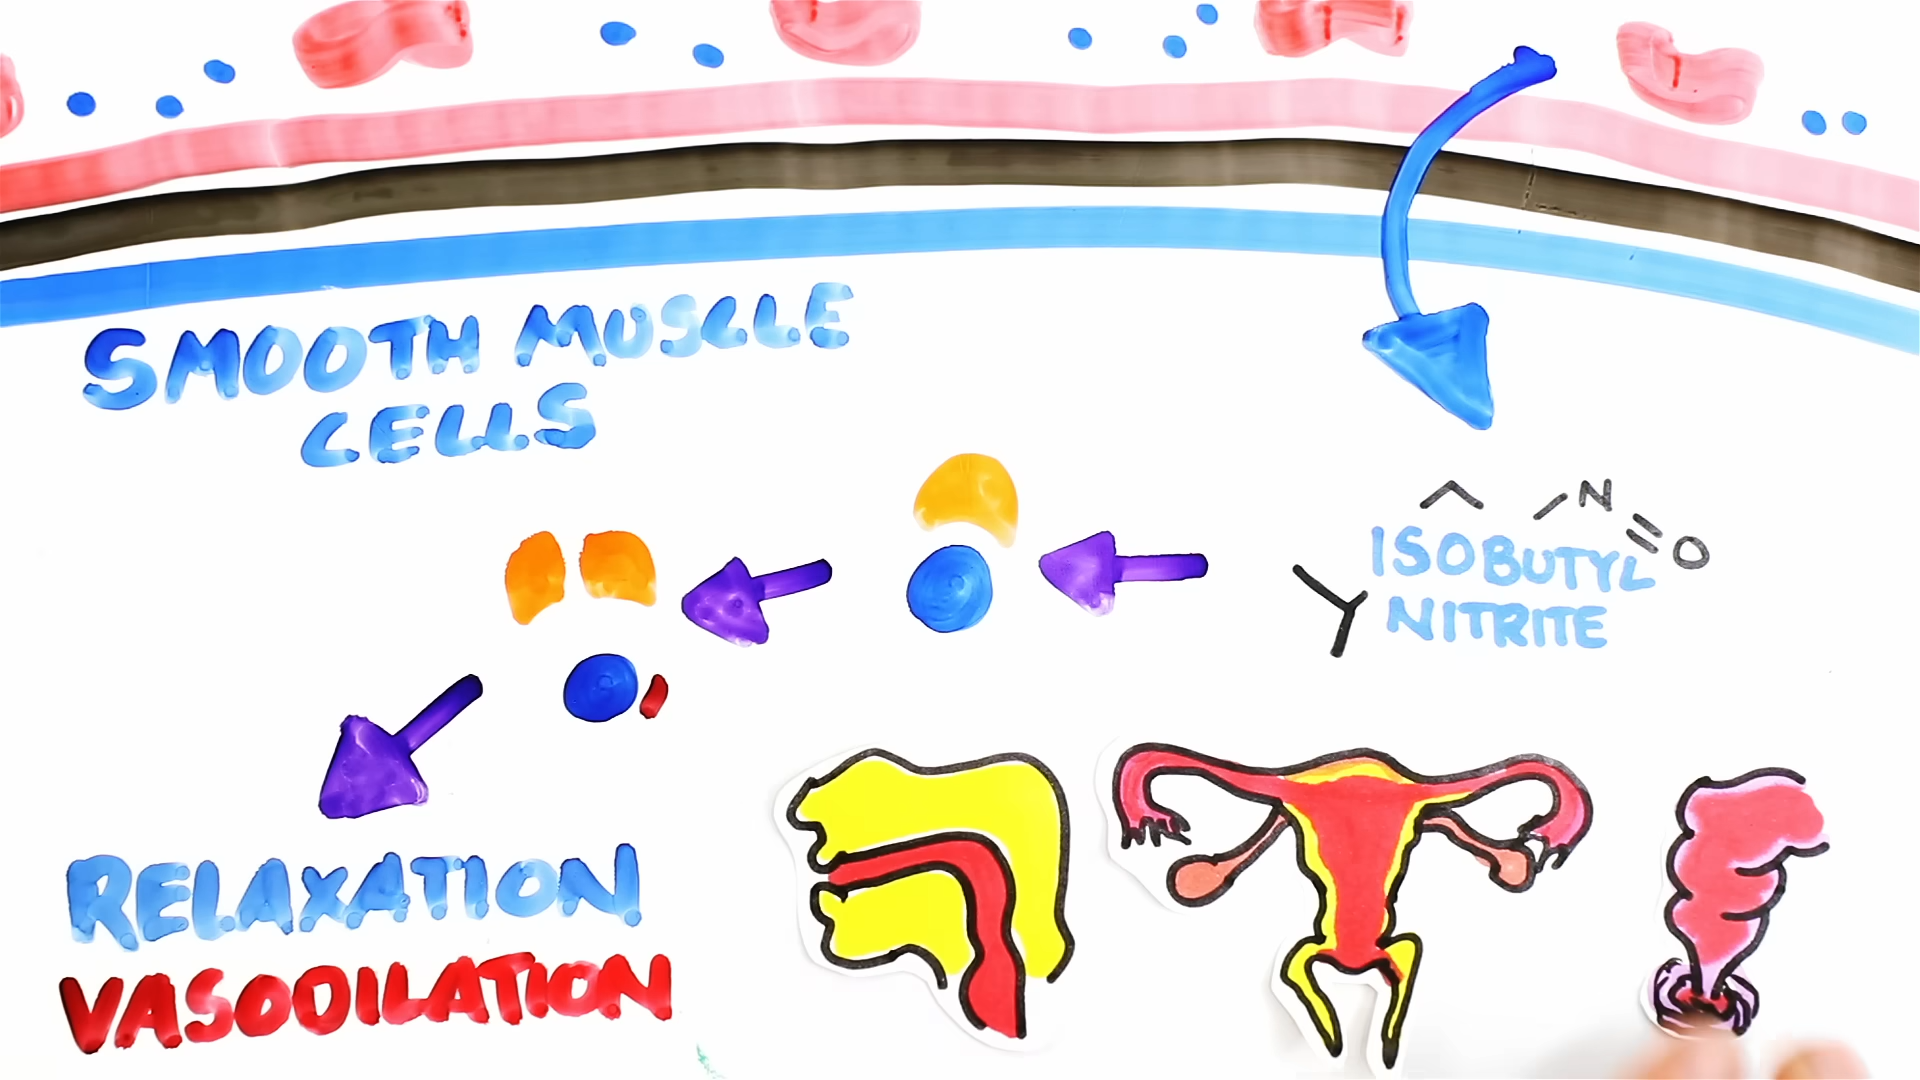 SMOOTH MUSCLE
CELLS
N
O
ISOBUTYL
NITRITE
RELAXATION
VASODILATION